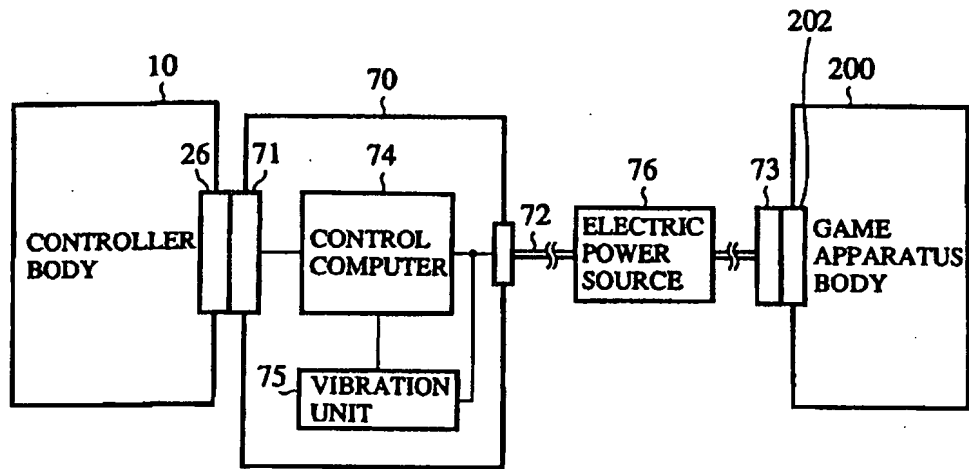 202
10
70
200
26
71
74
76
73
CONTROLLER
BODY
CONTROL
COMPUTER
72
ELECTRIC
POWER
SOURCE
GAME
APPARATUS
BODY
75
VIBRATION
UNIT